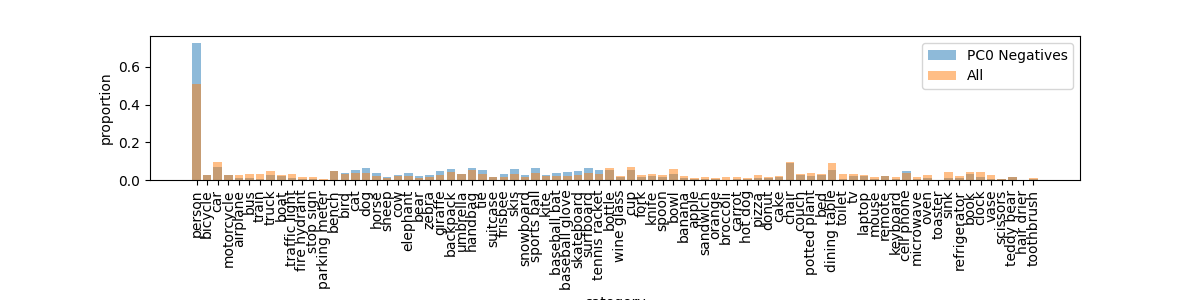 PC0 Negatives
All
proportion
0.6
0.4
0.2
0.0
person
bicycle
car
motorcycle
airplane
bus
train
truck
boat
traffic light
fire hydrant
stop sign
parking meter
bench
bird
cat
dog
horse
sheep
cow
elephant
bear
zebra
giraffe
backpack
umbrella
handbag
tie
suitcase
frisbee
skis
snowboard
sports ball
kite
baseball bat
baseball glove
skateboard
surfboard
tennis racket
bottle
wine glass
cup
fork
knife
spoon
bowl
banana
apple
sandwich
orange
broccoli
carrot
hot dog
pizza
donut
cake
chair
couch
potted plant
bed
dining table
toilet
tv
laptop
mouse
remote
keyboard
cell phone
microwave
oven
toaster
sink
refrigerator
book
clock
vase
scissors
teddy bear
hair drier
toothbrush
category